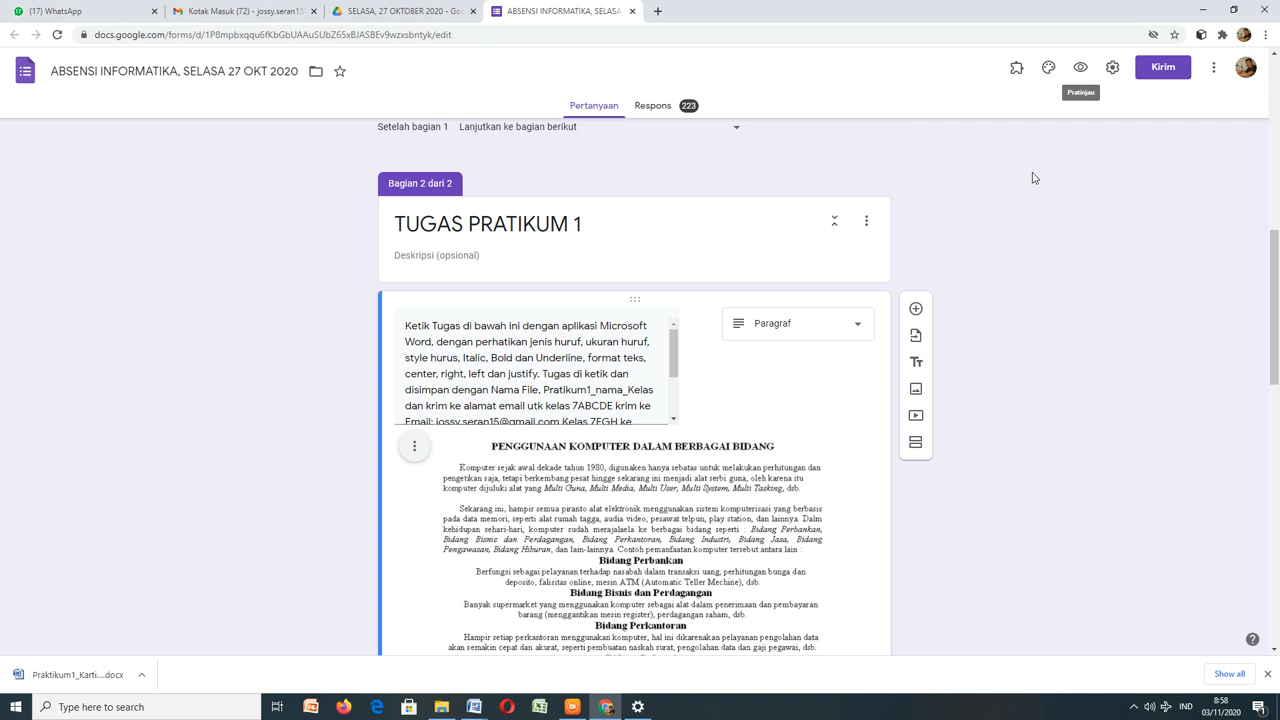 (17) WhatsApp
Kotak Masuk (72) - jossy.seran15
SELASA, 27 OKTOBER 2020 - Goo
ABSENSI INFORMATIKA, SELASA
docs.google.com/forms/d/1P8mpbxqqu6fKbGbUAAuSUbZ65xBJASBEv9wzxsbntyk/edit
ABSENSI INFORMATIKA, SELASA 27 OKT 2020
Kirim
Pratinjau
Pertanyaan Respons 223
Setelah bagian 1 Lanjutkan ke bagian berikut
Bagian 2 dari 2
TUGAS PRATIKUM 1
Deskripsi (opsional)
Ketik Tugas di bawah ini dengan aplikasi Microsoft
Word, dengan perhatikan jenis huruf, ukuran huruf,
style hurus, Italic, Bold dan Underline, format teks,
center, right, left dan justify. Tugas di ketik dan
disimpan dengan Nama File, Pratikum1_nama_Kelas
dan krim ke alamat email utk kelas 7ABCDE krim ke
Email: jossy.seran15@gmail.com Kelas 7FGH ke
Paragraf
PENGGUNAAN KOMPUTER DALAM BERBAGAI BIDANG
Komputer sejak awal dekade tahun 1980, digunaken hanya sebatas untuk melakukan perhitungan dan
pengetikan saja, tetapi berkembang pesat hingge sekarang ini menjadi alat serbi guna, oleh karena itu
komputer dijuluki alat yang Multi Guna, Multi Media, Multi User, Multi System, Multi Tasking, dsb.
Sekarang ini, hampir semua piranto alat elektronik menggunakan sistem komputerisasi yang berbasis
pada data memori, seperti alat rumah tagga, audia video, pesawat telpun, play station, dan lainnya. Dalm
kehidupan sehari-hari, komputer sudah merajalaela ke berbagai bidang seperti : Bidang Perbankan,
Bidang Bisnis dan Perdagangan, Bidang Perkantoran, Bidang Industri, Bidang Jasa, Bidang
Pengawasan, Bidang Hiburan, dan lain-lainnya. Contoh pemanfaatan komputer tersebut antara lain :
Bidang Perbankan
Berfungsi sebagai pelayanan terhadap nasabah dalam transaksi uang, perhitungan bunga dan
deposito, falisitas online, mesin ATM (Automatic Teller Mechine), dsb.
Bidang Bisnis dan Perdagangan
Banyak supermarket yang menggunakan komputer sebagai alat dalam penerimaan dan pembayaran
barang (menggantikan mesin register), perdagangan saham, dsb.
Bidang Perkantoran
Hampir setiap perkantoran menggunakan komputer, hal ini dikarenakan pelayanan pengolahan data
akan semakin cepat dan akurat, seperti pembuatan naskah surat, pengolahan data dan gaji pegawai, dsb.
Praktikum1_Karti....docx
Show all
Type here to search
IND
8:58
03/11/2020